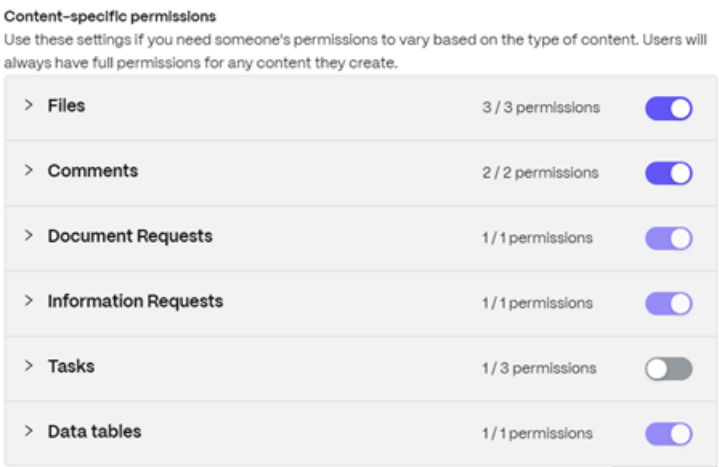 Content-specific permissions
Use these settings if you need someone's permissions to vary based on the type of content. Users will
always have full permissions for any content they create.
Files 3 / 3 permissions
Comments 2 / 2 permissions
Document Requests 1 / 1 permissions
Information Requests 1 / 1 permissions
Tasks 1 / 3 permissions
Data tables 1 / 1 permissions